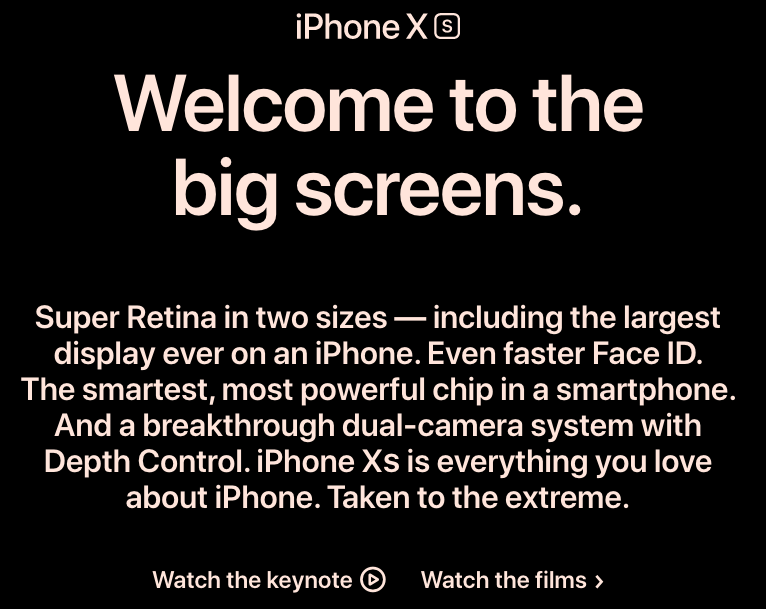 iPhone X S
Welcome to the
big screens.
Super Retina in two sizes — including the largest
display ever on an iPhone. Even faster Face ID.
The smartest, most powerful chip in a smartphone.
And a breakthrough dual-camera system with
Depth Control. iPhone Xs is everything you love
about iPhone. Taken to the extreme.
Watch the keynote Watch the films ›